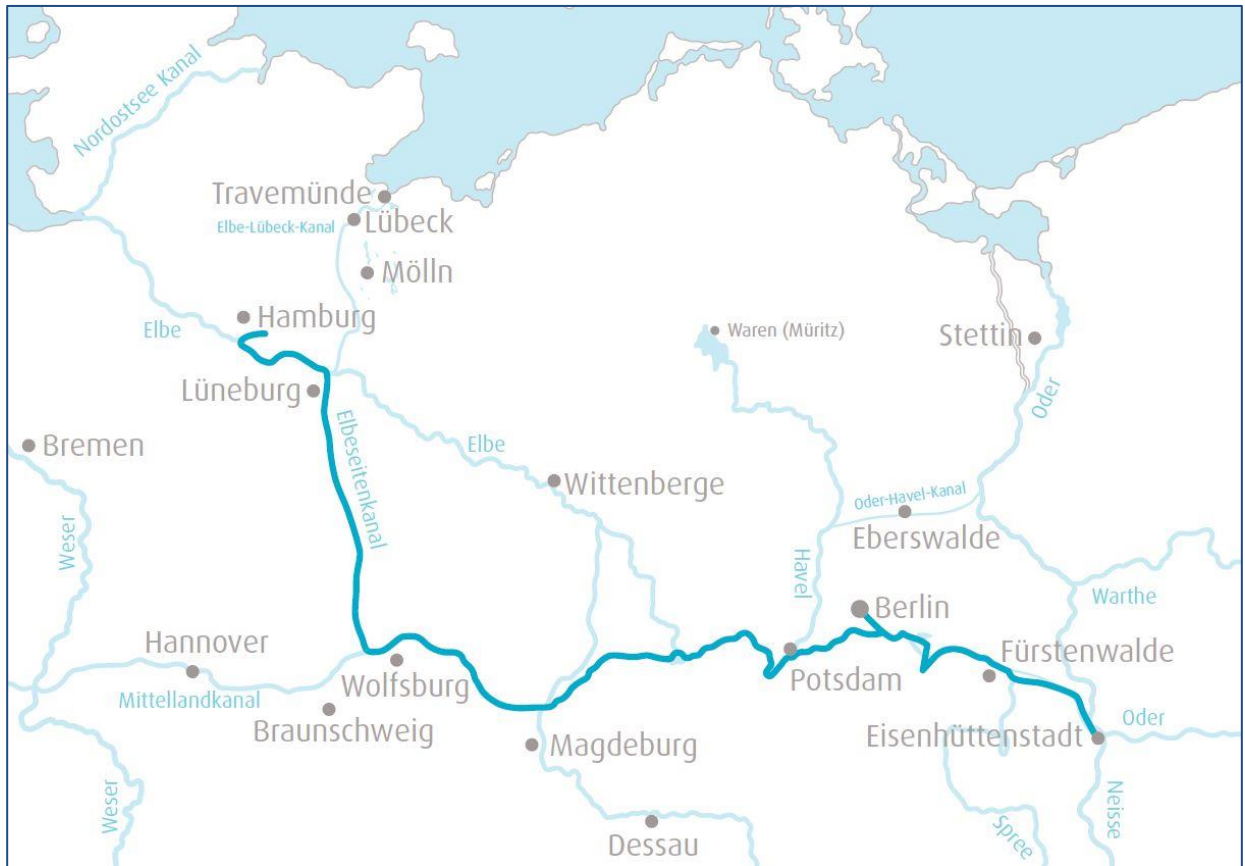 Nordostsee Kanal
Travemünde
Elbe-Lübeck-Kanal
Lübeck
Mölln
Hamburg
Elbe
Waren (Müritz)
Stettin
Lüneburg
Oder
Elbeseitenkanal
Bremen
Elbe
Wittenberge
Oder-Havel-Kanal
Eberswalde
Weser
Havel
Warthe
Berlin
Hannover
Fürstenwalde
Wolfsburg
Potsdam
Mittellandkanal
Braunschweig
Magdeburg
Eisenhüttenstadt
Oder
Weser
Neisse
Spree
Dessau